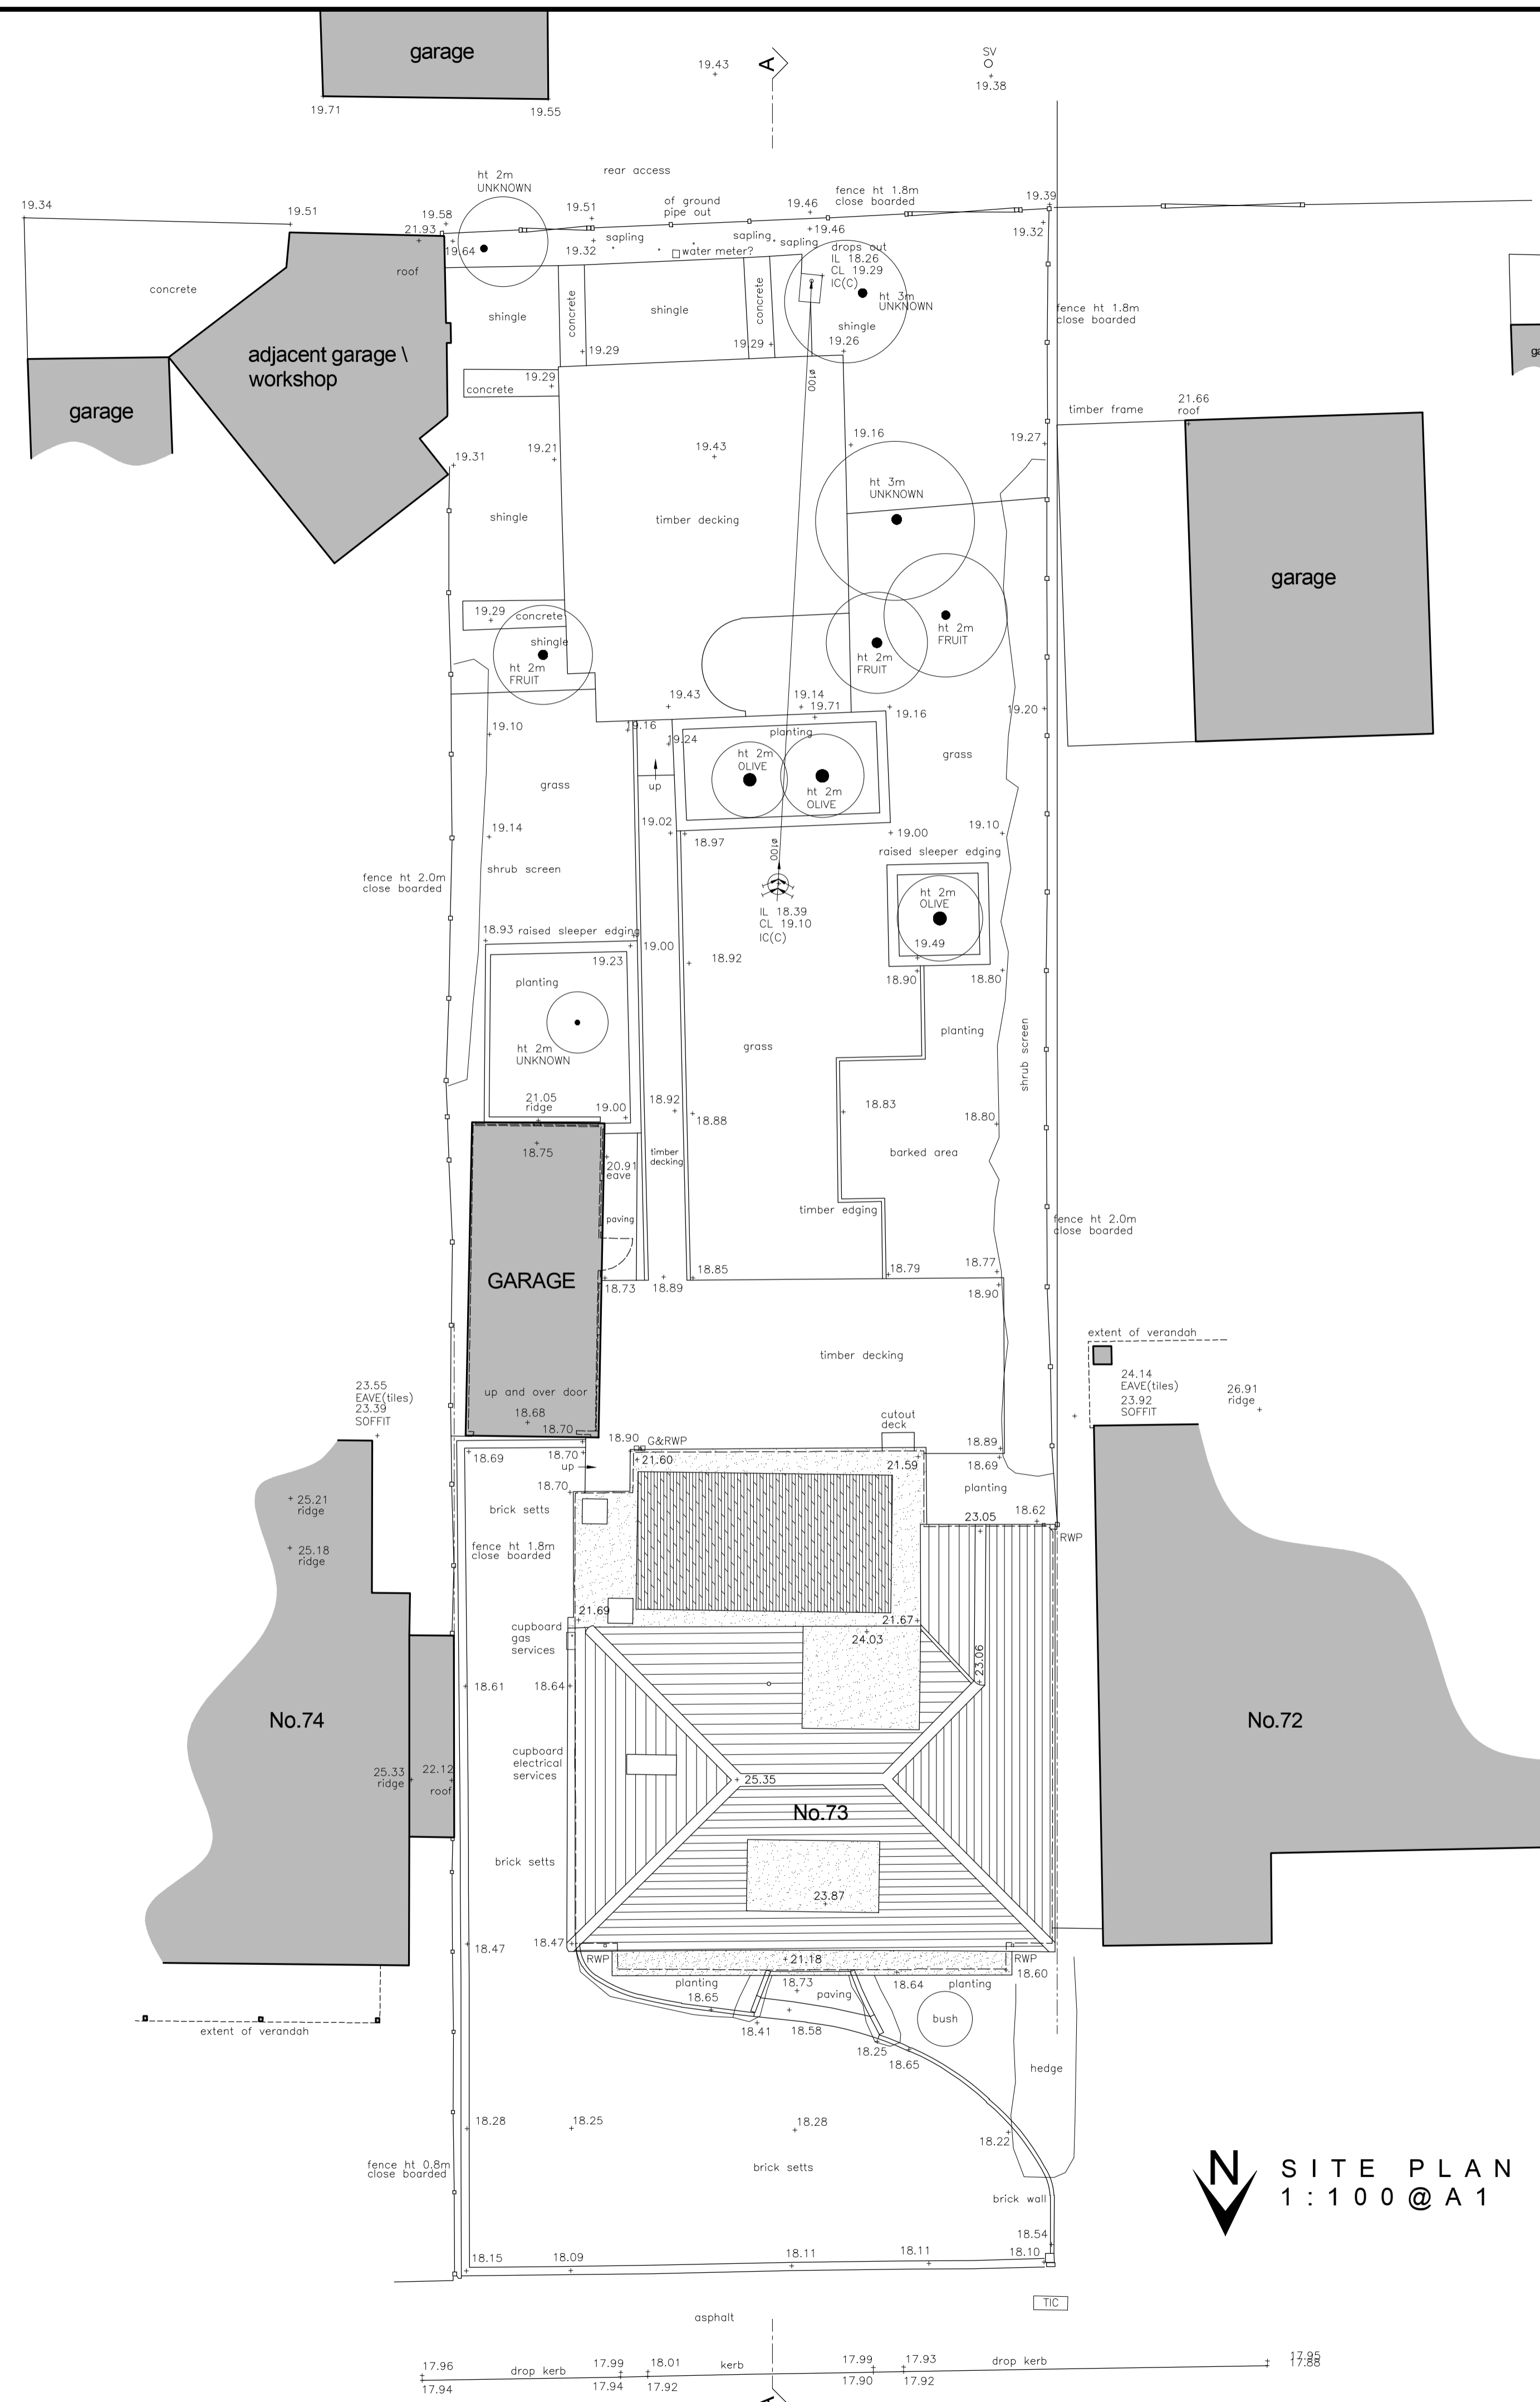 garage
19.71
19.55
19.43
A
SV
19.38
rear access
ht 2m
UNKNOWN
of ground
pipe out
fence ht 1.8m
close boarded
19.34
19.51
19.58
21.93
19.64
19.51
19.32
19.46
19.46
19.39
19.32
sapling
sapling
sapling
water meter?
drops out
IL 18.26
CL 19.29
IC(C)
roof
concrete
shingle
concrete
shingle
concrete
ht 3m
UNKNOWN
shingle
fence ht 1.8m
close boarded
adjacent garage \
workshop
garage
19.29
19.29
19.26
ø100
19.29
concrete
timber frame
21.66
roof
19.31
19.21
19.43
19.16
19.27
ht 3m
UNKNOWN
shingle
timber decking
garage
19.29
concrete
shingle
ht 2m
FRUIT
ht 2m
FRUIT
ht 2m
FRUIT
19.43
19.14
19.71
19.16
19.20
19.10
19.16
19.24
planting
ht 2m
OLIVE
ht 2m
OLIVE
grass
grass
up
19.14
19.02
18.97
19.00
19.10
ø100
raised sleeper edging
shrub screen
fence ht 2.0m
close boarded
ht 2m
OLIVE
IL 18.39
CL 19.10
IC(C)
18.93
raised sleeper edging
19.00
19.49
19.23
18.92
18.90
18.80
planting
planting
ht 2m
UNKNOWN
grass
shrub screen
21.05
ridge
19.00
18.92
18.88
18.83
18.80
18.75
20.91
eave
timber
decking
barked area
paving
timber edging
fence ht 2.0m
close boarded
GARAGE
18.73
18.89
18.85
18.79
18.77
18.90
timber decking
extent of verandah
up and over door
18.68
18.70
23.55
EAVE(tiles)
23.39
SOFFIT
24.14
EAVE(tiles)
23.92
SOFFIT
26.91
ridge
cutout
deck
18.69
18.70
up
18.90
G&RWP
21.60
21.59
18.89
18.69
25.21
ridge
25.18
ridge
brick setts
18.70
planting
18.62
23.05
RWP
fence ht 1.8m
close boarded
21.69
21.67
24.03
23.06
cupboard
gas
services
18.61
18.64
No.74
No.72
cupboard
electrical
services
25.33
ridge
22.12
roof
25.35
No.73
brick setts
23.87
18.47
18.47
RWP
21.18
RWP
18.60
planting
18.73
18.64
planting
paving
18.65
18.41
18.58
18.25
18.65
bush
extent of verandah
hedge
18.28
18.25
18.28
18.22
fence ht 0.8m
close boarded
brick setts
brick wall
N
SITE PLAN
1:100@A1
18.54
18.15
18.09
18.11
18.11
18.10
TIC
asphalt
17.96
drop kerb
17.99
18.01
kerb
17.99
17.93
drop kerb
17.95
17.88
17.94
17.94
17.92
17.90
17.92